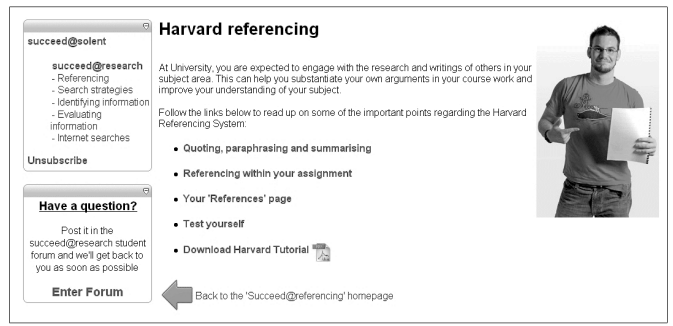 succeed@solent
succeed@research
- Referencing
- Search strategies
- Identifying information
- Evaluating
information
- Internet searches
Unsubscribe
Have a question?
Post it in the
succeed@research student
forum and we'll get back to
you as soon as possible
Enter Forum
Harvard referencing
At University, you are expected to engage with the research and writings of others in your
subject area. This can help you substantiate your own arguments in your course work and
improve your understanding of your subject.
Follow the links below to read up on some of the important points regarding the Harvard
Referencing System:
• Quoting, paraphrasing and summarising
• Referencing within your assignment
• Your 'References' page
• Test yourself
• Download Harvard Tutorial
Back to the 'Succeed@referencing' homepage